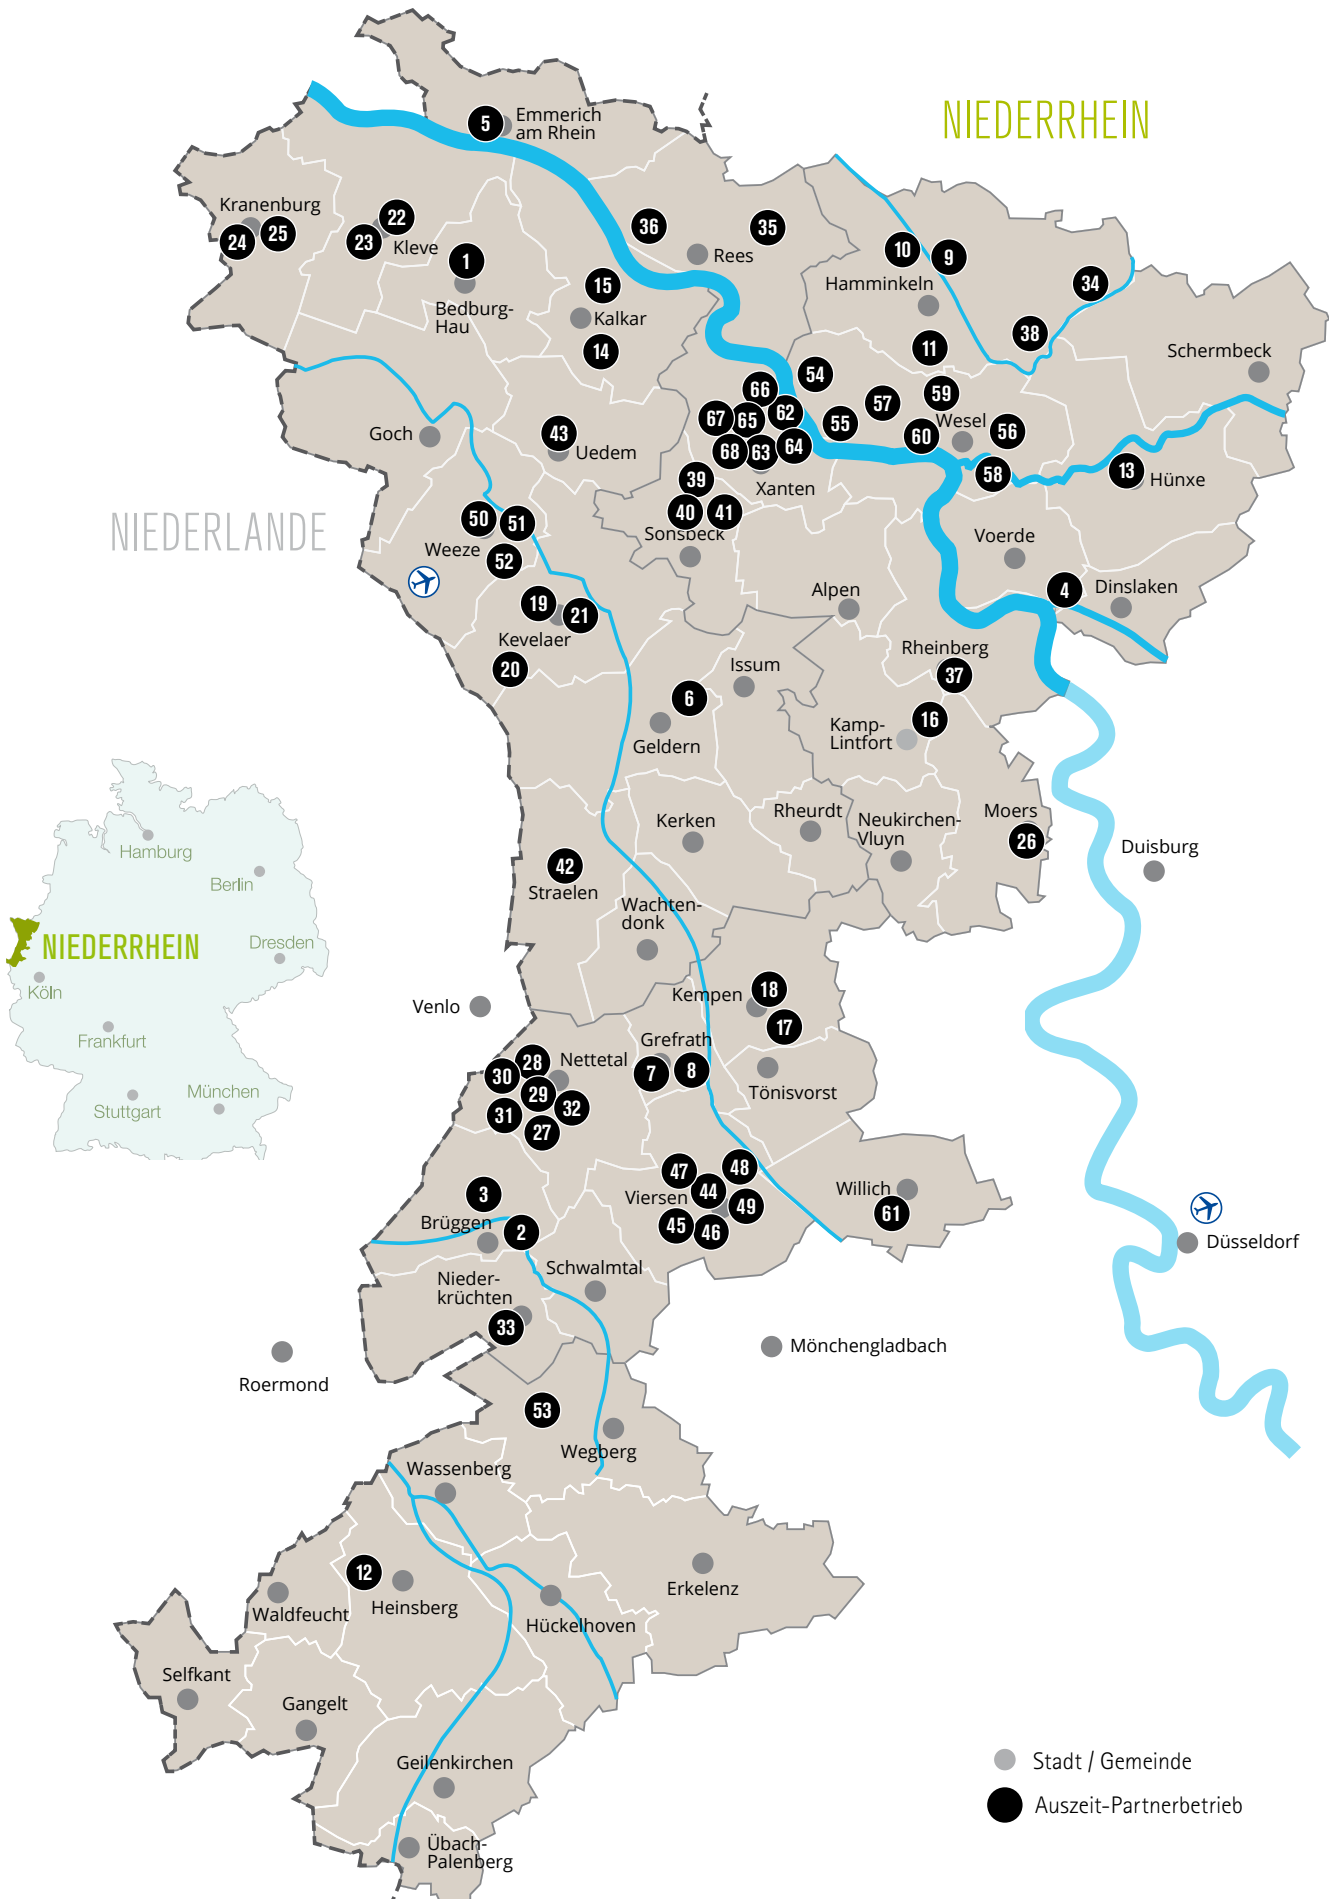 NIEDERRHEIN
5
Emmerich
am Rhein
Kranenburg
24
25
22
23
Kleve
1
Bedburg-
Hau
36
35
Rees
15
Kalkar
14
10
9
Hamminkeln
34
38
11
Schermbeck
Goch
43
Uedem
66
54
67
65
62
57
59
55
Wesel
60
56
68
63
64
58
13
Hünxe
Xanten
39
40
41
Sonsbeck
NIEDERLANDE
50
51
Weeze
52
Voerde
4
Dinslaken
Alpen
19
21
Kevelaer
20
Rheinberg
37
Issum
6
Geldern
16
Kamp-
Lintfort
Moers
26
Kerken
Rheurdt
Neukirchen-
Vluyn
Duisburg
42
Straelen
Wachten-
donk
Hamburg
Berlin
NIEDERRHEIN
Dresden
Köln
Frankfurt
München
Stuttgart
Venlo
Kempen
18
17
Grefrath
7
8
Tönisvorst
28
Nettetal
30
29
31
32
27
47
48
Viersen
44
49
45
46
Willich
61
3
Brüggen
2
Düsseldorf
Schwalmtal
Nieder-
krüchten
33
Mönchengladbach
Roermond
53
Wegberg
Wassenberg
12
Heinsberg
Waldfeucht
Erkelenz
Hückelhoven
Selfkant
Gangelt
Geilenkirchen
Übach-
Palenberg
Stadt / Gemeinde
Auszeit-Partnerbetrieb